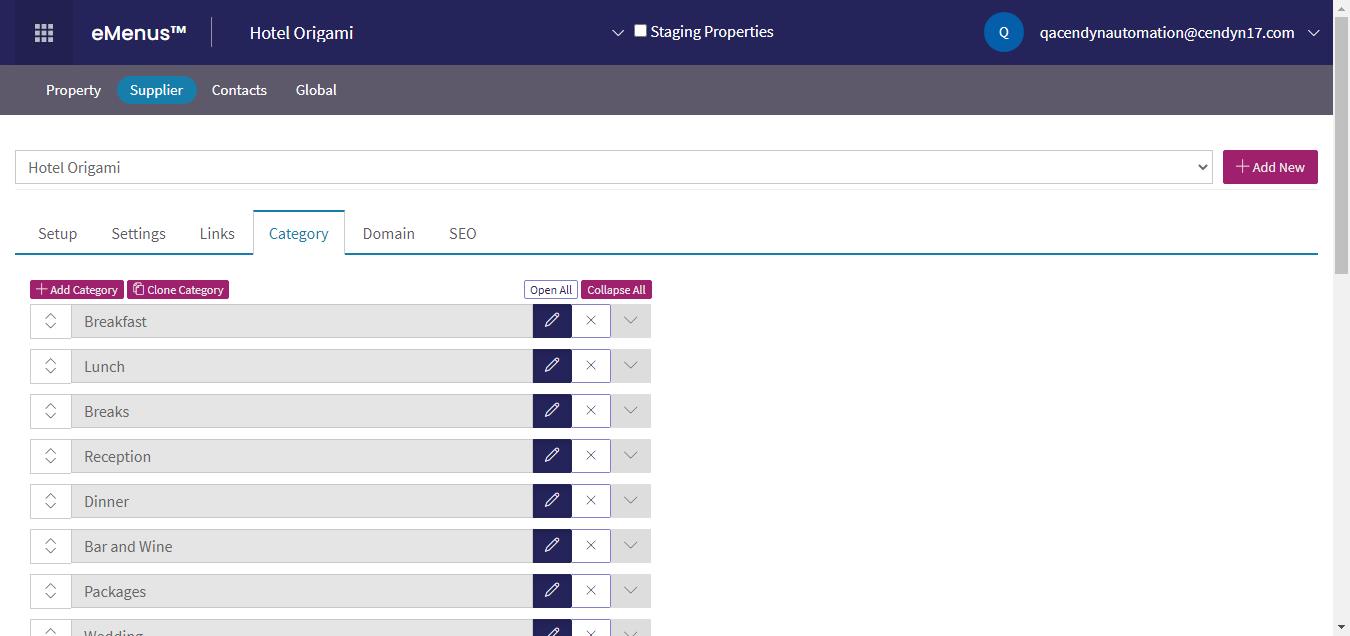 eMenus™
Hotel Origami
Staging Properties
Q
qacendynautomation@cendyn17.com
Property
Supplier
Contacts
Global
Hotel Origami
Add New
Setup
Settings
Links
Category
Domain
SEO
Add Category
Clone Category
Open All
Collapse All
Breakfast
Lunch
Breaks
Reception
Dinner
Bar and Wine
Packages
Wedding